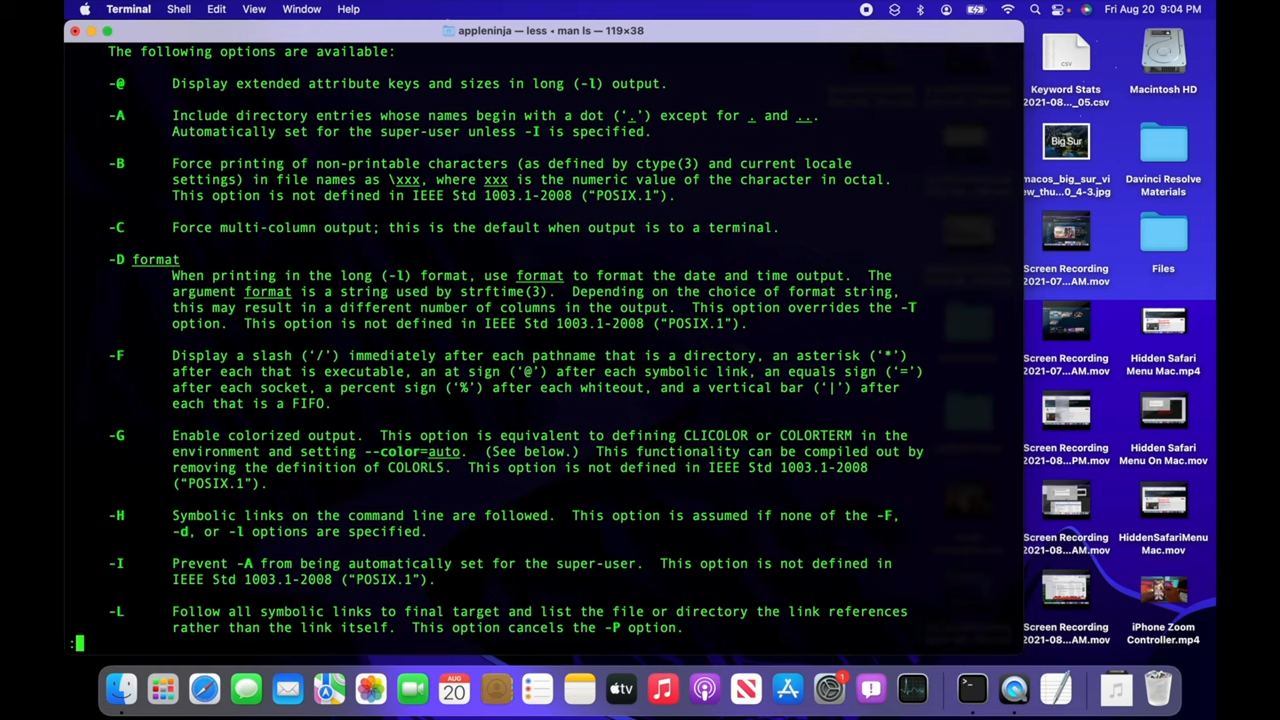 Terminal Shell Edit View Window Help
Fri Aug 20 9:04 PM
appleninja — less ◂ man ls — 119×38
The following options are available:
-@ Display extended attribute keys and sizes in long (-l) output.
-A Include directory entries whose names begin with a dot (‘.’) except for . and ...
Automatically set for the super-user unless -I is specified.
-B Force printing of non-printable characters (as defined by ctype(3) and current locale
settings) in file names as \xxx, where xxx is the numeric value of the character in octal.
This option is not defined in IEEE Std 1003.1-2008 (“POSIX.1”).
-C Force multi-column output; this is the default when output is to a terminal.
-D format
When printing in the long (-l) format, use format to format the date and time output. The
argument format is a string used by strftime(3). Depending on the choice of format string,
this may result in a different number of columns in the output. This option overrides the -T
option. This option is not defined in IEEE Std 1003.1-2008 (“POSIX.1”).
-F Display a slash (‘/’) immediately after each pathname that is a directory, an asterisk (‘*’)
after each that is executable, an at sign (‘@’) after each symbolic link, an equals sign (‘=’)
after each socket, a percent sign (‘%’) after each whiteout, and a vertical bar (‘|’) after
each that is a FIFO.
-G Enable colorized output. This option is equivalent to defining CLICOLOR or COLORTERM in the
environment and setting --color=auto. (See below.) This functionality can be compiled out by
removing the definition of COLORLS. This option is not defined in IEEE Std 1003.1-2008
(“POSIX.1”).
-H Symbolic links on the command line are followed. This option is assumed if none of the -F,
-d, or -l options are specified.
-I Prevent -A from being automatically set for the super-user. This option is not defined in
IEEE Std 1003.1-2008 (“POSIX.1”).
-L Follow all symbolic links to final target and list the file or directory the link references
rather than the link itself. This option cancels the -P option.
:
CSV
Keyword Stats
2021-08..._05.csv
Macintosh HD
Big Sur
macos_big_sur_vi
ew_thu...0_4-3.jpg
Davinci Resolve
Materials
Screen Recording
2021-08...AM.mov
Files
Screen Recording
2021-08...AM.mov
Hidden Safari
Menu Mac.mp4
Screen Recording
2021-08...PM.mov
Hidden Safari
Menu On Mac.mov
Screen Recording
2021-08...AM.mov
HiddenSafariMenu
Mac.mov
Screen Recording
2021-08...AM.mov
iPhone Zoom
Controller.mp4
AUG
20
tv
1